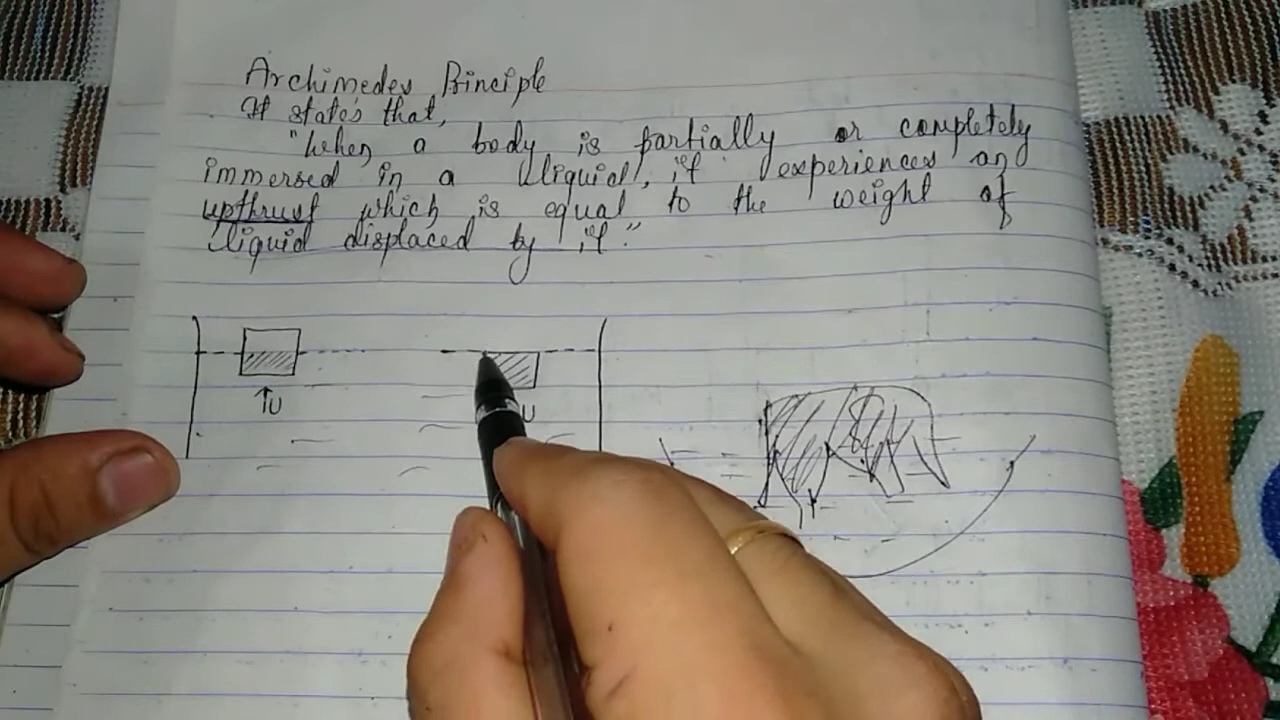 Archimedes Principle
It states that,
"When a body is partially or completely
immersed in a liquid, it experiences an
upthrust which is equal to the weight of
liquid displaced by it."
↑U
U